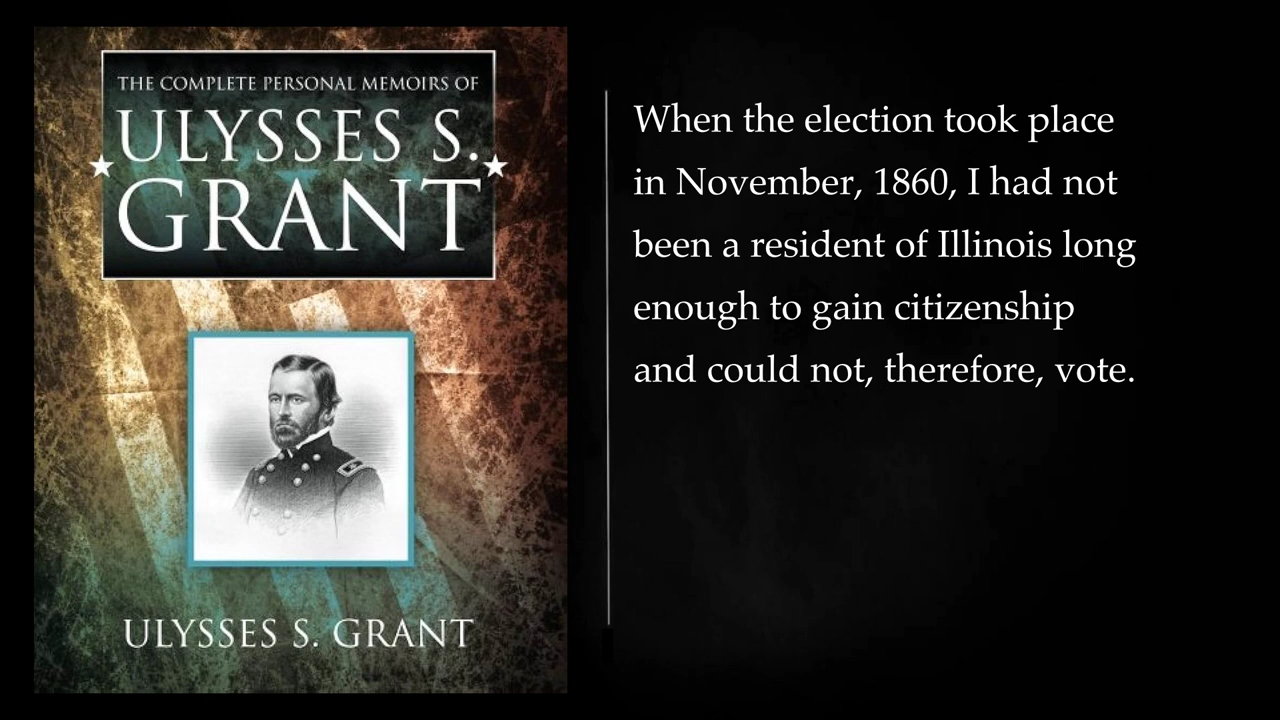 THE COMPLETE PERSONAL MEMOIRS OF
ULYSSES S.
GRANT
ULYSSES S. GRANT
When the election took place
in November, 1860, I had not
been a resident of Illinois long
enough to gain citizenship
and could not, therefore, vote.